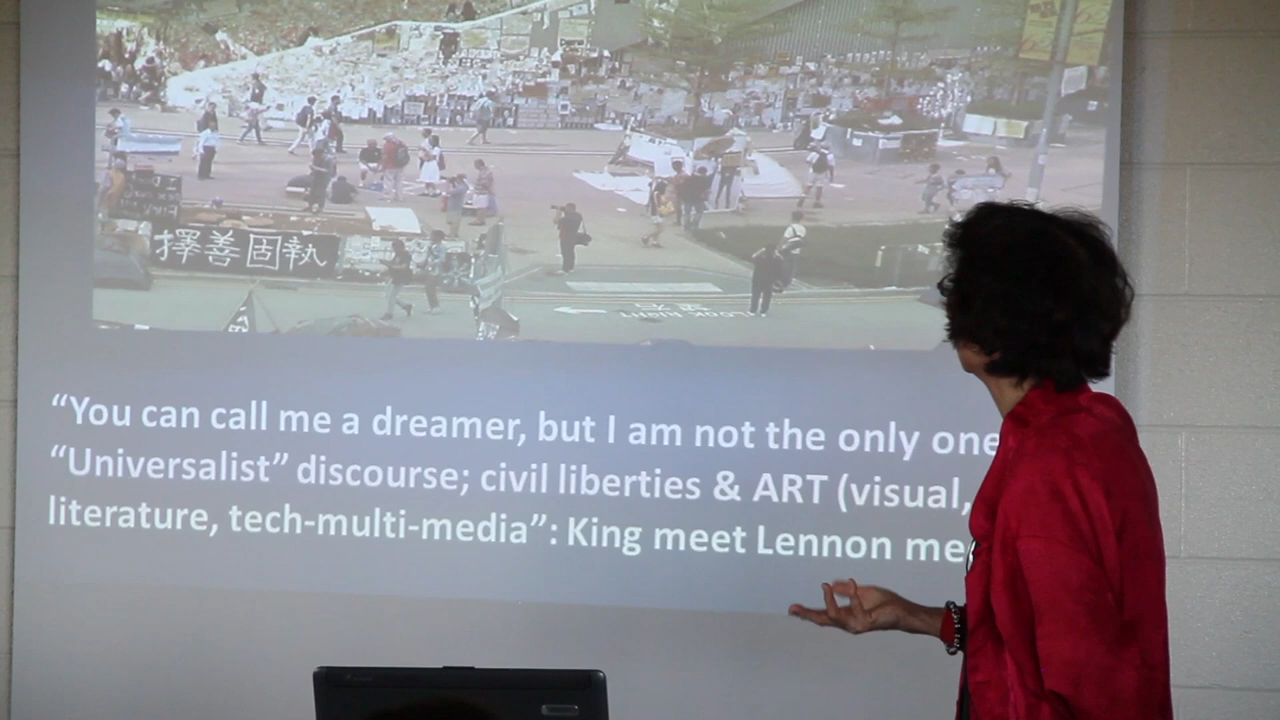 擇善固執
“You can call me a dreamer, but I am not the only one
“Universalist” discourse; civil liberties & ART (visual,
literature, tech-multi-media”: King meet Lennon